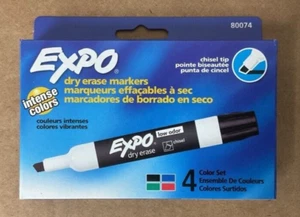 80074
EXPO®
chisel tip
pointe biseautée
punta de cincel
dry erase markers
marqueurs effaçables à sec
marcadores de borrado en seco
intense
colors
couleurs intenses
colores vibrantes
EXPO
low odor
dry erase
chisel
4 Color Set
Ensemble De Couleurs
Colores Surtidos